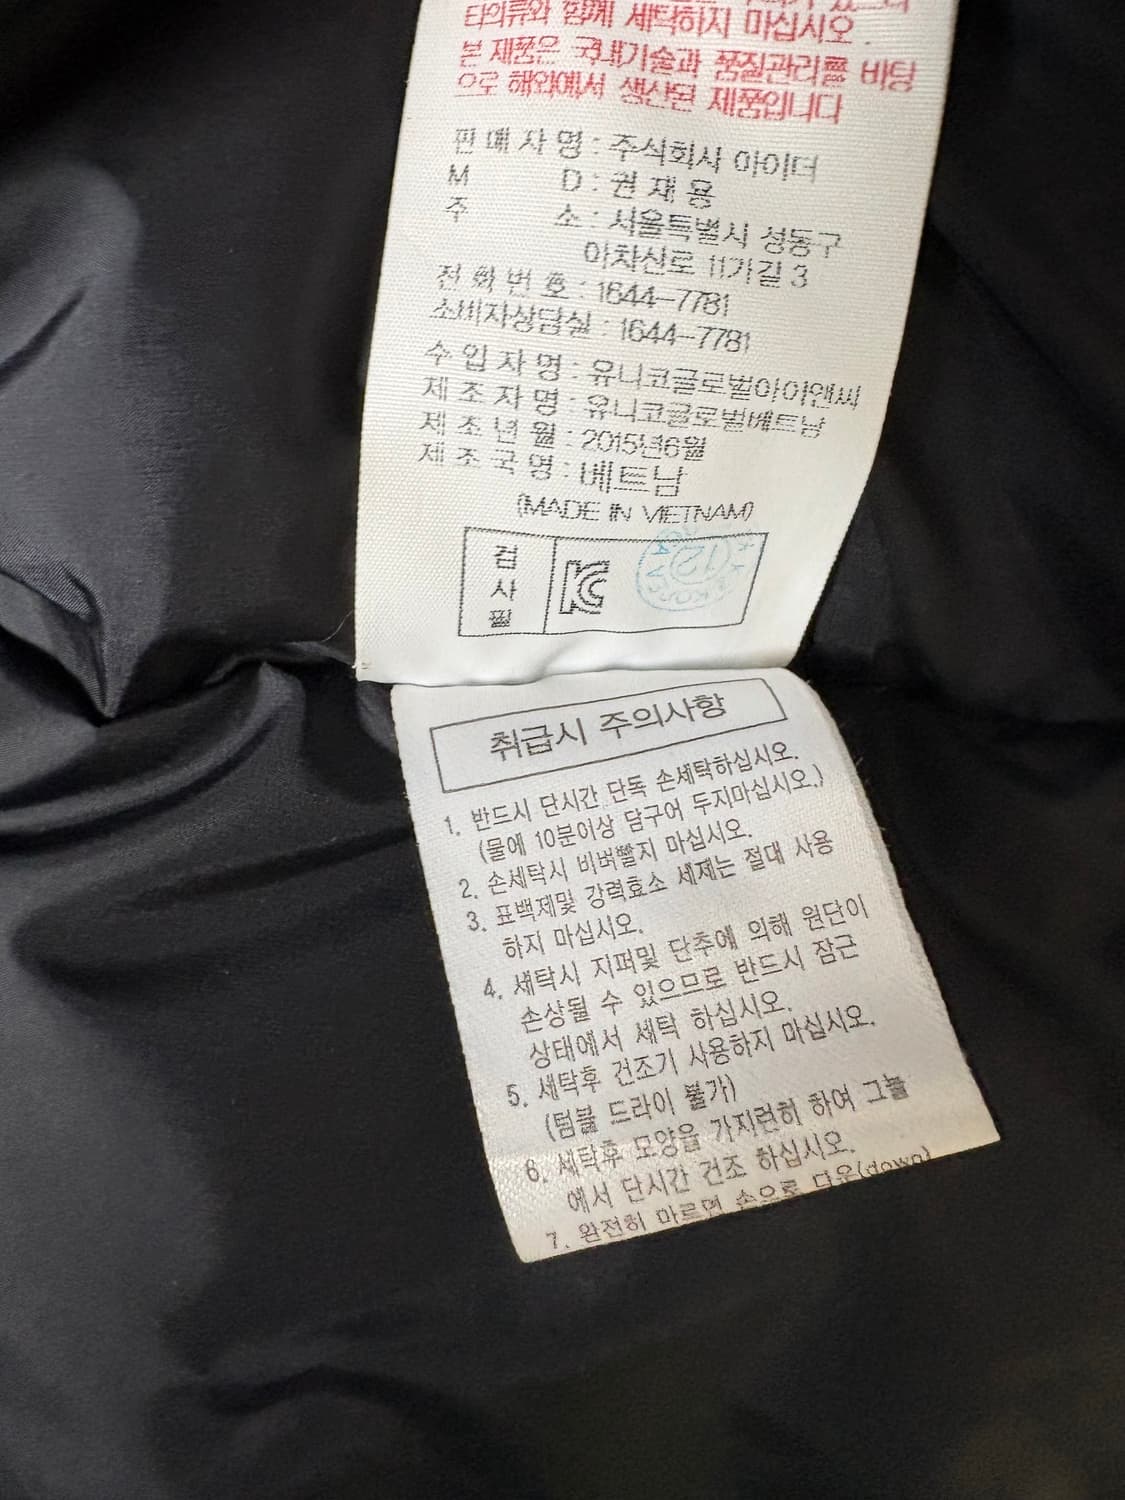 타의류와 함께 세탁하지 마십시오.
본 제품은 국내기술과 품질관리를 바탕
으로 해외에서 생산된 제품입니다
판 매 자 명 : 주식회사 아이더
M D : 권 재 용
주 소 : 서울특별시 성동구
아차산로 11가길 3
전 화 번 호 : 1644-7781
소비자상담실 : 1644-7781
수 입 자 명 : 유니코글로벌아이앤씨
제 조 자 명 : 유니코글로벌베트남
제 조 년 월 : 2015년6월
제 조 국 명 : 베트남
(MADE IN VIETNAM)
검
사
필
KC
12
취급시 주의사항
1. 반드시 단시간 단독 손세탁하십시오.
(물에 10분이상 담구어 두지마십시오.)
2. 손세탁시 비벼빨지 마십시오.
3. 표백제및 강력효소 세제는 절대 사용
하지 마십시오.
4. 세탁시 지퍼및 단추에 의해 원단이
손상될 수 있으므로 반드시 잠근
상태에서 세탁 하십시오.
5. 세탁후 건조기 사용하지 마십시오.
(텀블 드라이 불가)
6. 세탁후 모양을 가지런히 하여 그늘
에서 단시간 건조 하십시오.
7. 완전히 마르면 손으로 다운(down)